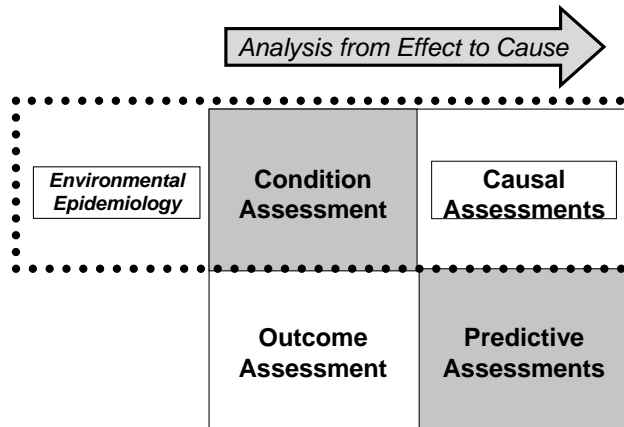 Analysis from Effect to Cause
Environmental
Epidemiology
Condition
Assessment
Causal
Assessments
Outcome
Assessment
Predictive
Assessments